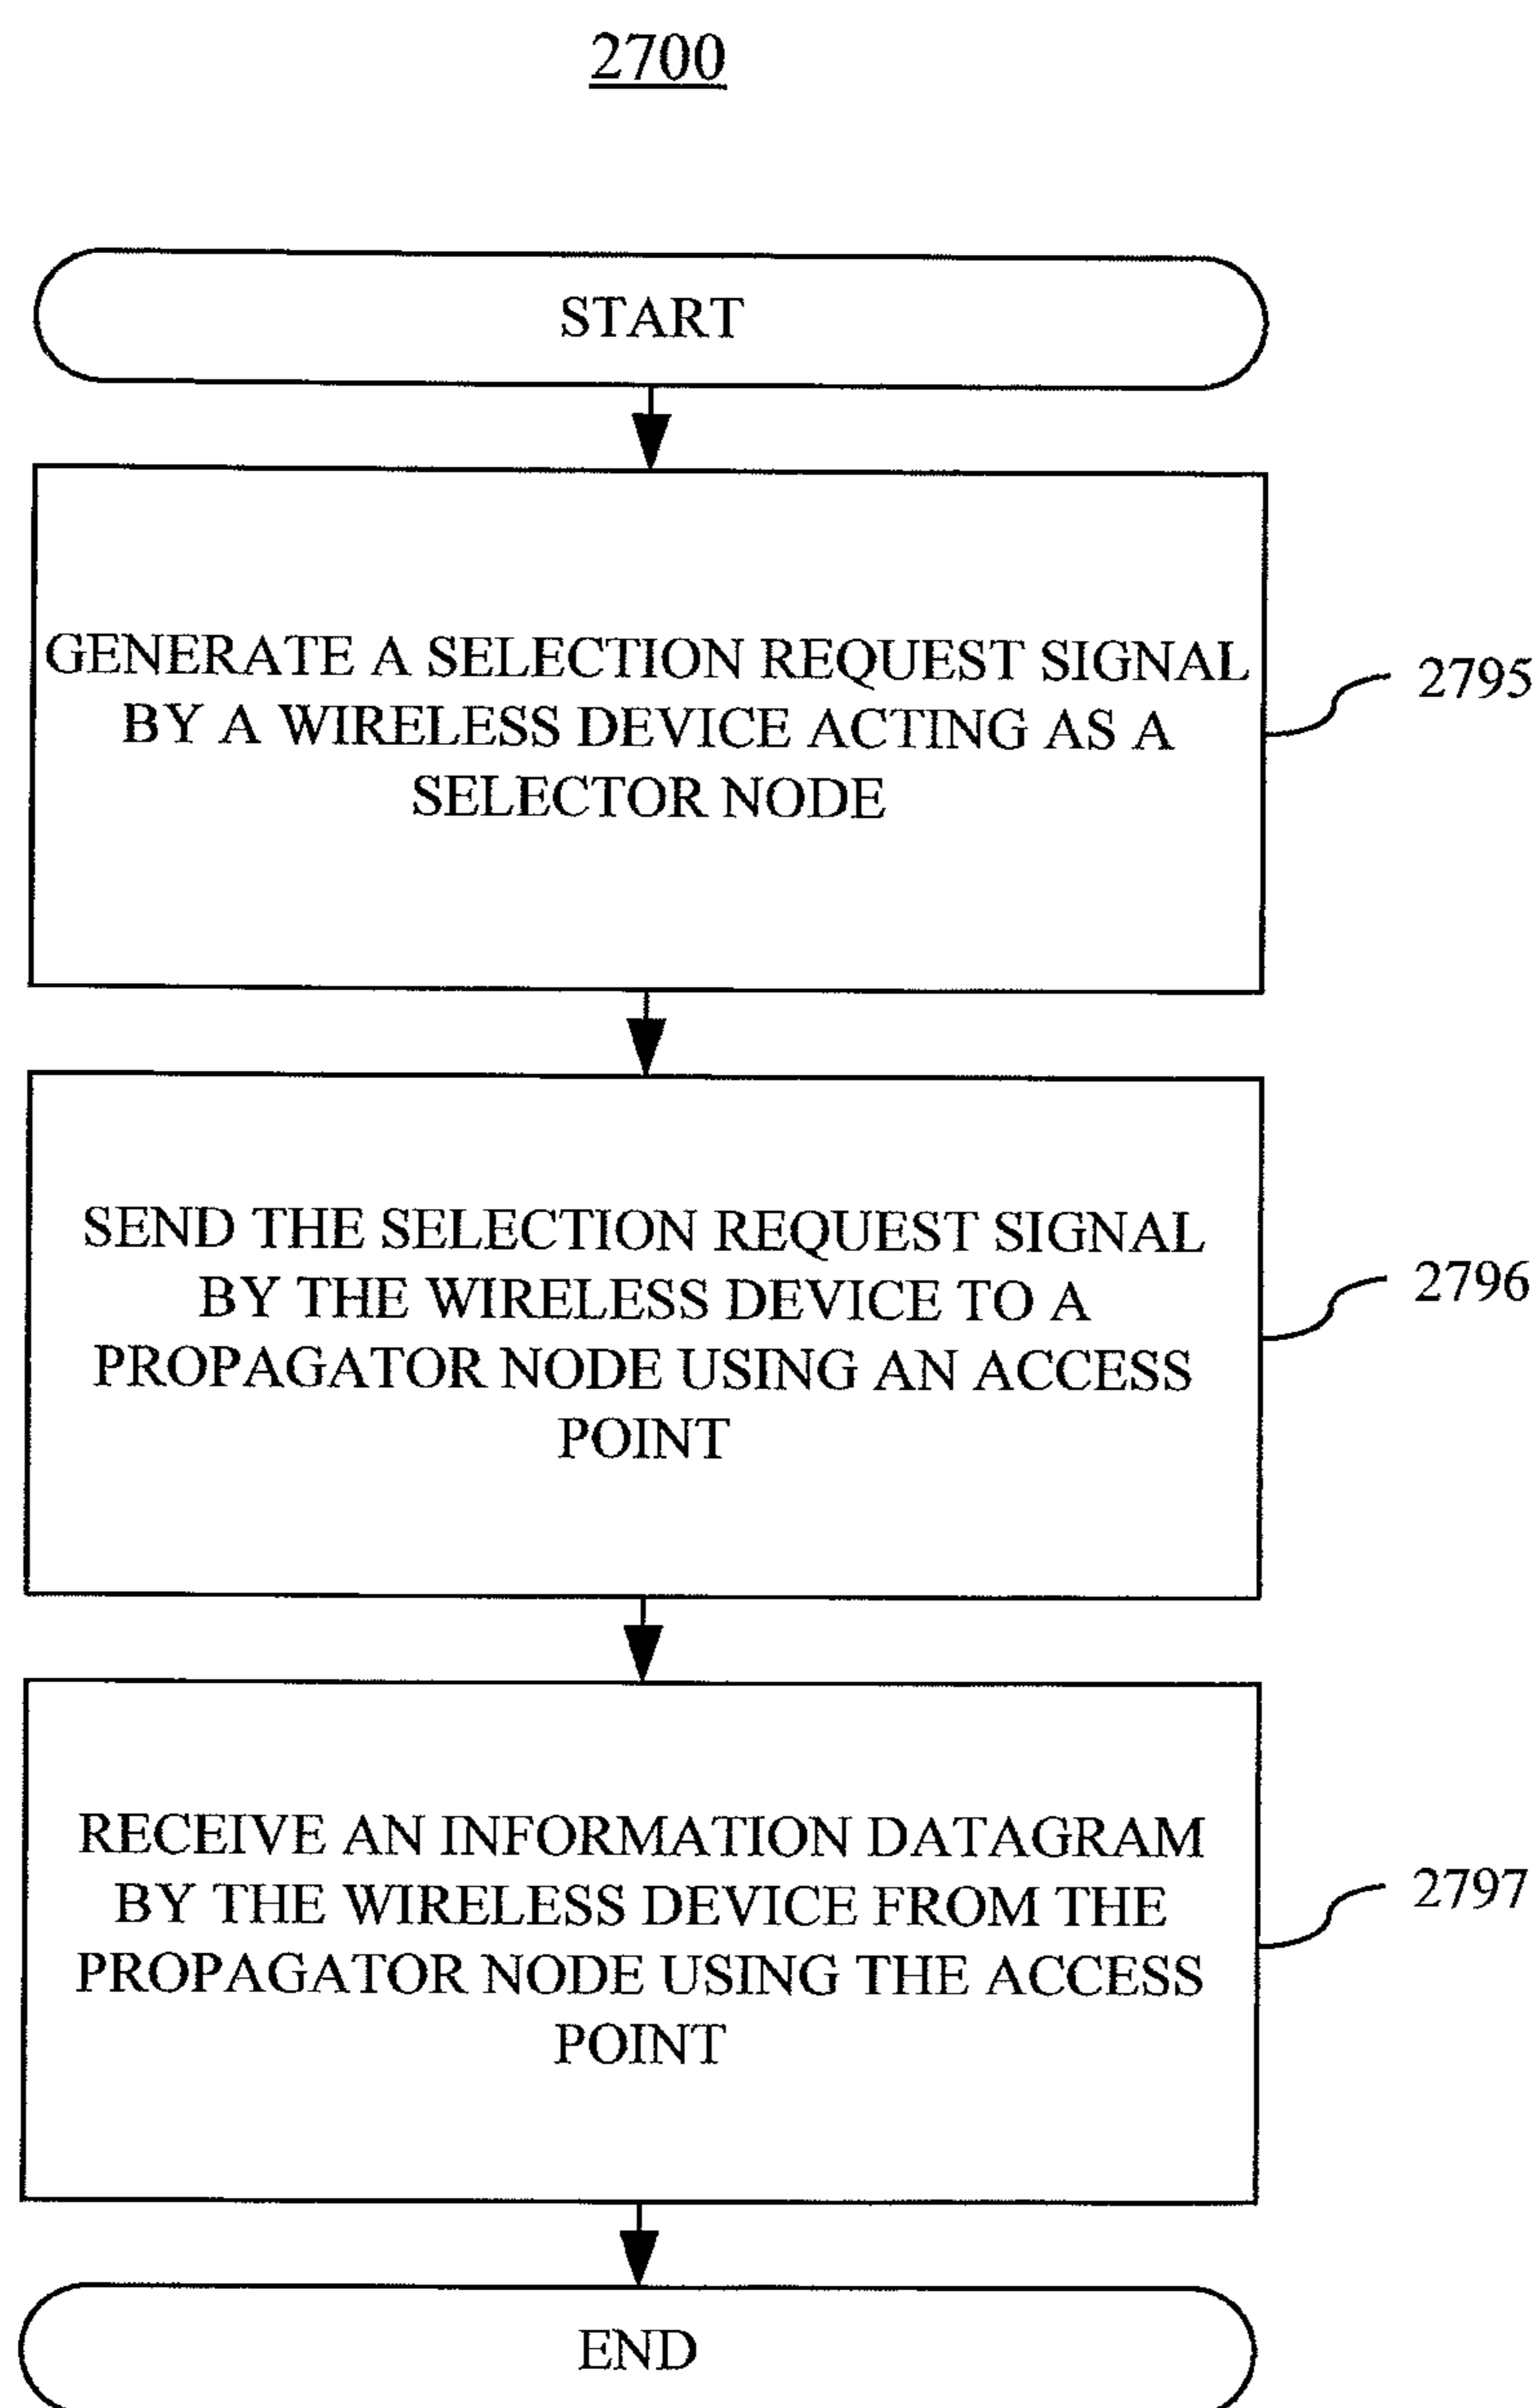 2700
START
GENERATE A SELECTION REQUEST SIGNAL
BY A WIRELESS DEVICE ACTING AS A
SELECTOR NODE
2795
SEND THE SELECTION REQUEST SIGNAL
BY THE WIRELESS DEVICE TO A
PROPAGATOR NODE USING AN ACCESS
POINT
2796
RECEIVE AN INFORMATION DATAGRAM
BY THE WIRELESS DEVICE FROM THE
PROPAGATOR NODE USING THE ACCESS
POINT
2797
END